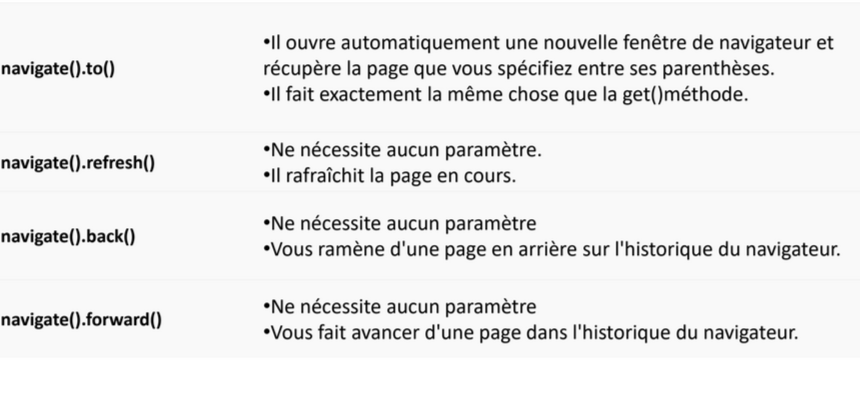 navigate().to()
•Il ouvre automatiquement une nouvelle fenêtre de navigateur et
récupère la page que vous spécifiez entre ses parenthèses.
•Il fait exactement la même chose que la get()méthode.
navigate().refresh()
•Ne nécessite aucun paramètre.
•Il rafraîchit la page en cours.
navigate().back()
•Ne nécessite aucun paramètre
•Vous ramène d'une page en arrière sur l'historique du navigateur.
navigate().forward()
•Ne nécessite aucun paramètre
•Vous fait avancer d'une page dans l'historique du navigateur.